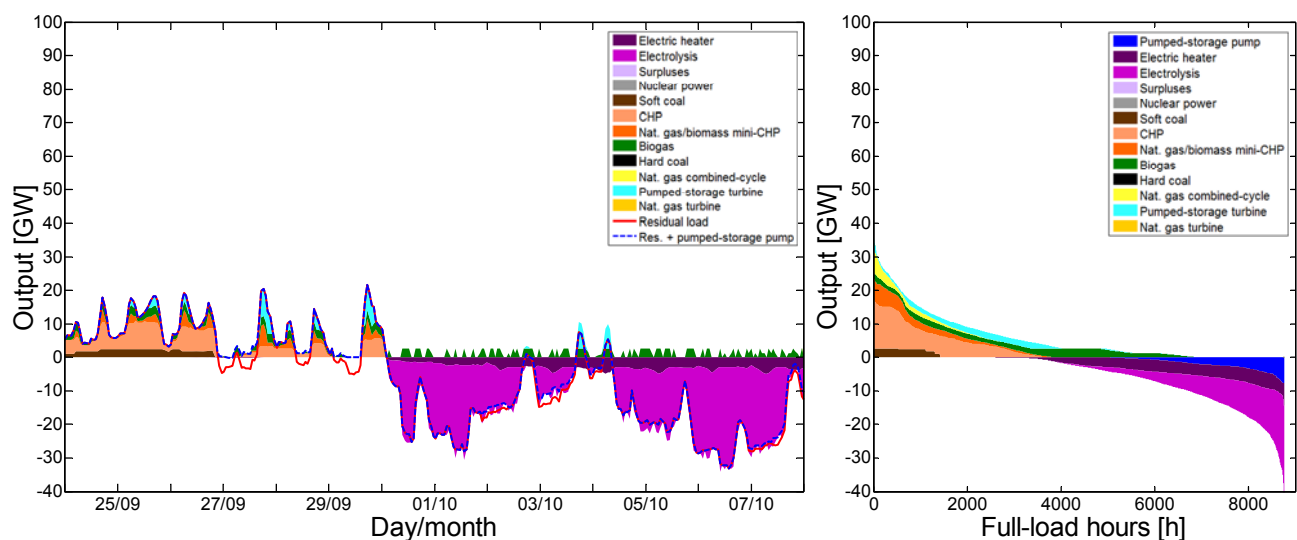 100
90
80
70
60
50
40
30
20
10
0
-10
-20
-30
-40
Output [GW]
Electric heater
Electrolysis
Surpluses
Nuclear power
Soft coal
CHP
Nat. gas/biomass mini-CHP
Biogas
Hard coal
Nat. gas combined-cycle
Pumped-storage turbine
Nat. gas turbine
Residual load
Res. + pumped-storage pump
25/09 27/09 29/09 01/10 03/10 05/10 07/10
Day/month
100
90
80
70
60
50
40
30
20
10
0
-10
-20
-30
-40
Output [GW]
Pumped-storage pump
Electric heater
Electrolysis
Surpluses
Nuclear power
Soft coal
CHP
Nat. gas/biomass mini-CHP
Biogas
Hard coal
Nat. gas combined-cycle
Pumped-storage turbine
Nat. gas turbine
0 2000 4000 6000 8000
Full-load hours [h]